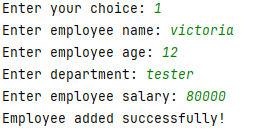 Enter your choice: 1
Enter employee name: victoria
Enter employee age: 12
Enter department: tester
Enter employee salary: 80000
Employee added successfully!